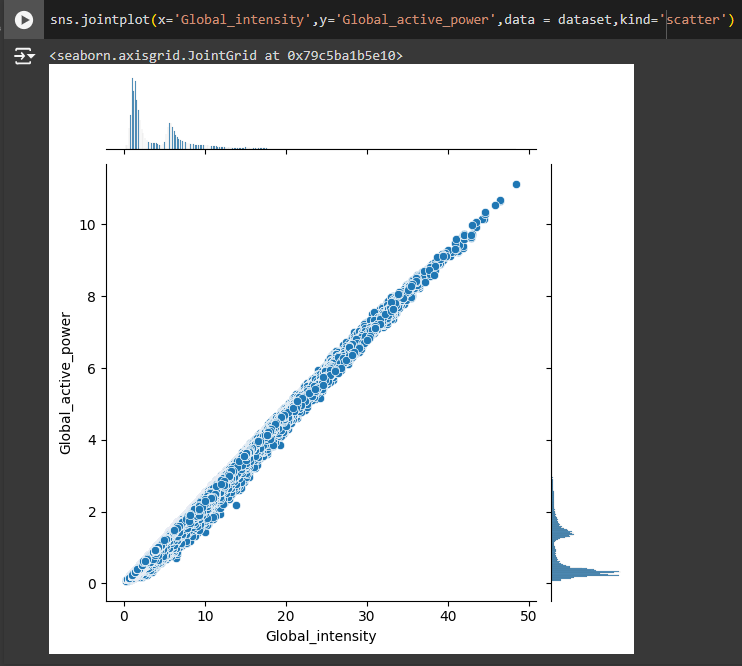 sns.jointplot(x='Global_intensity',y='Global_active_power',data = dataset,kind='scatter')
<seaborn.axisgrid.JointGrid at 0x79c5ba1b5e10>
10
8
6
4
2
0
Global_active_power
0 10 20 30 40 50
Global_intensity